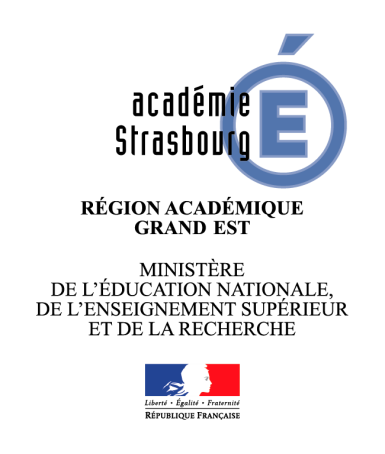 académie
Strasbourg
É
RÉGION ACADÉMIQUE
GRAND EST
MINISTÈRE
DE L'ÉDUCATION NATIONALE,
DE L'ENSEIGNEMENT SUPÉRIEUR
ET DE LA RECHERCHE
Liberté • Égalité • Fraternité
RÉPUBLIQUE FRANÇAISE